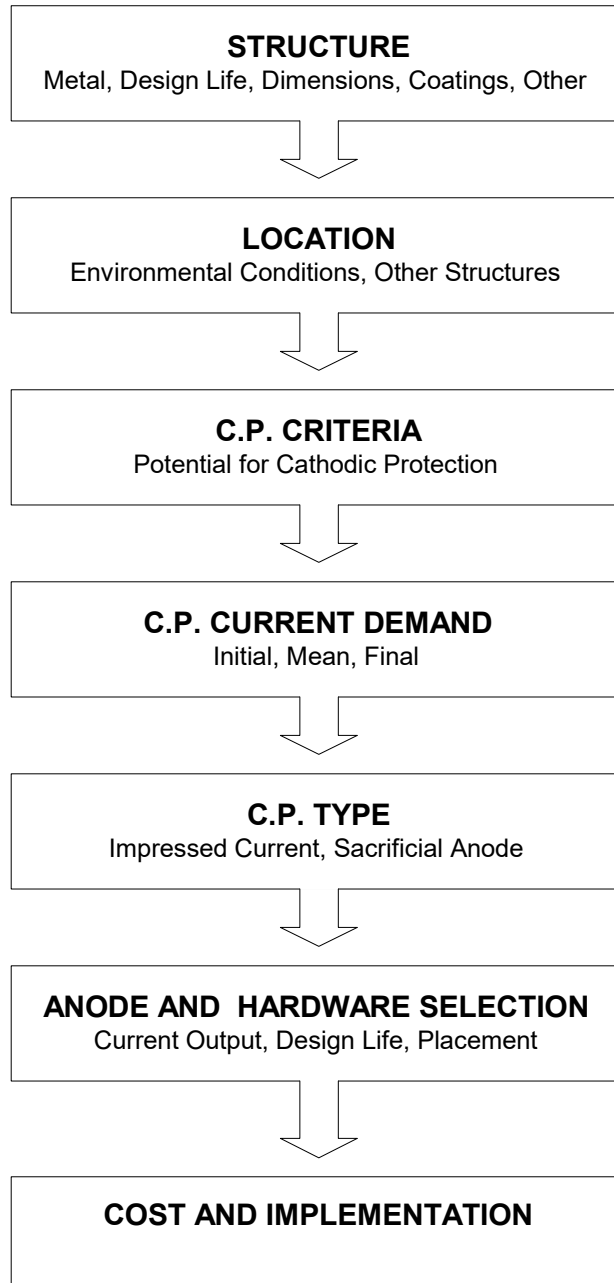 STRUCTURE
Metal, Design Life, Dimensions, Coatings, Other
LOCATION
Environmental Conditions, Other Structures
C.P. CRITERIA
Potential for Cathodic Protection
C.P. CURRENT DEMAND
Initial, Mean, Final
C.P. TYPE
Impressed Current, Sacrificial Anode
ANODE AND  HARDWARE SELECTION
Current Output, Design Life, Placement
COST AND IMPLEMENTATION